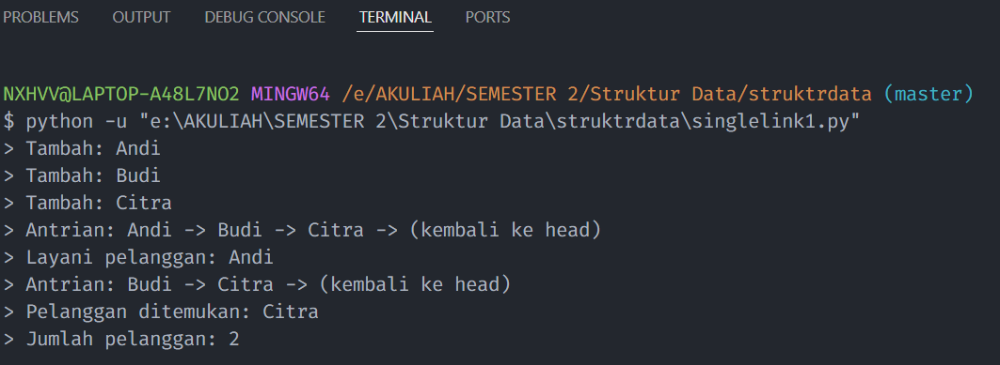 PROBLEMS OUTPUT DEBUG CONSOLE TERMINAL PORTS
NXHVV@LAPTOP-A48L7NO2 MINGW64 /e/AKULIAH/SEMESTER 2/Struktur Data/struktrdata (master)
$ python -u "e:\AKULIAH\SEMESTER 2\Struktur Data\struktrdata\singlelink1.py"
> Tambah: Andi
> Tambah: Budi
> Tambah: Citra
> Antrian: Andi -> Budi -> Citra -> (kembali ke head)
> Layani pelanggan: Andi
> Antrian: Budi -> Citra -> (kembali ke head)
> Pelanggan ditemukan: Citra
> Jumlah pelanggan: 2